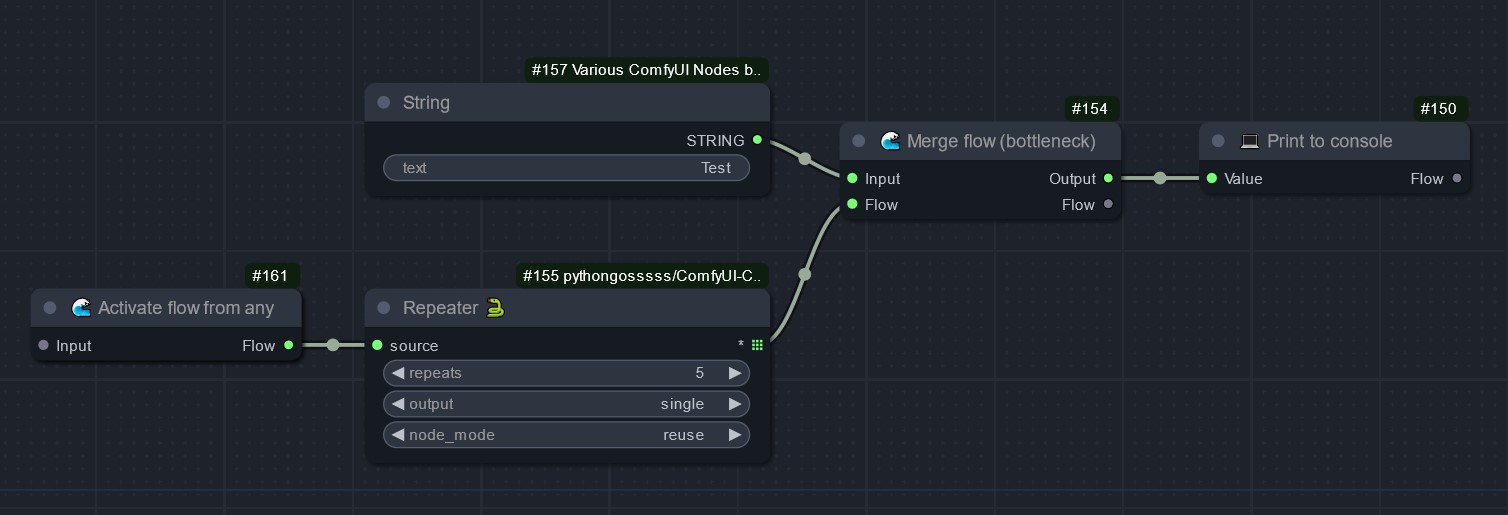 #157 Various ComfyUI Nodes b..
String
STRING
text Test
#154
Merge flow (bottleneck)
Input Output
Flow Flow
#150
Print to console
Value Flow
#161
Activate flow from any
Input Flow
#155 pythongosssss/ComfyUI-C..
Repeater
source *
repeats 5
output single
node_mode reuse